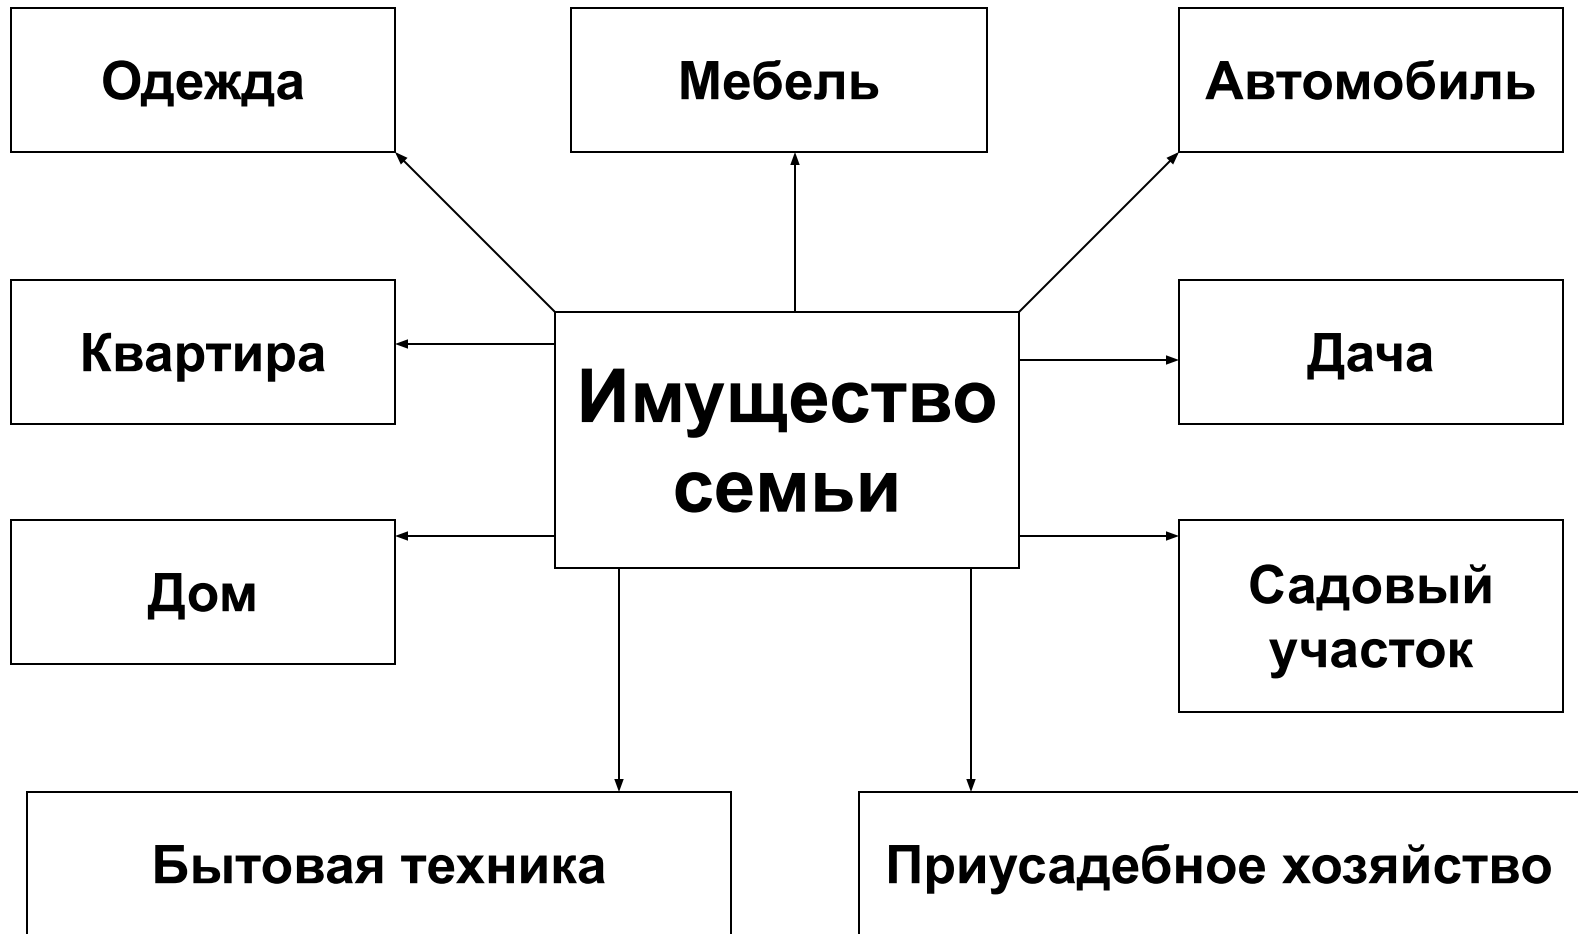 Одежда
Мебель
Автомобиль
Квартира
Имущество
семьи
Дача
Дом
Садовый
участок
Бытовая техника
Приусадебное хозяйство